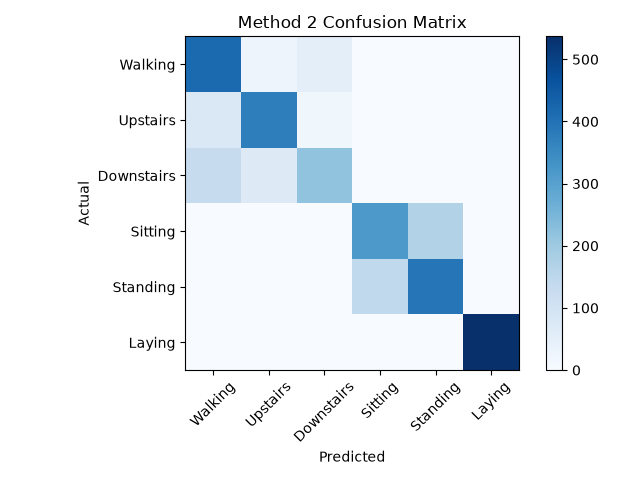 Method 2 Confusion Matrix
Actual
Walking
Upstairs
Downstairs
Sitting
Standing
Laying
Walking
Upstairs
Downstairs
Sitting
Standing
Laying
Predicted
500
400
300
200
100
0